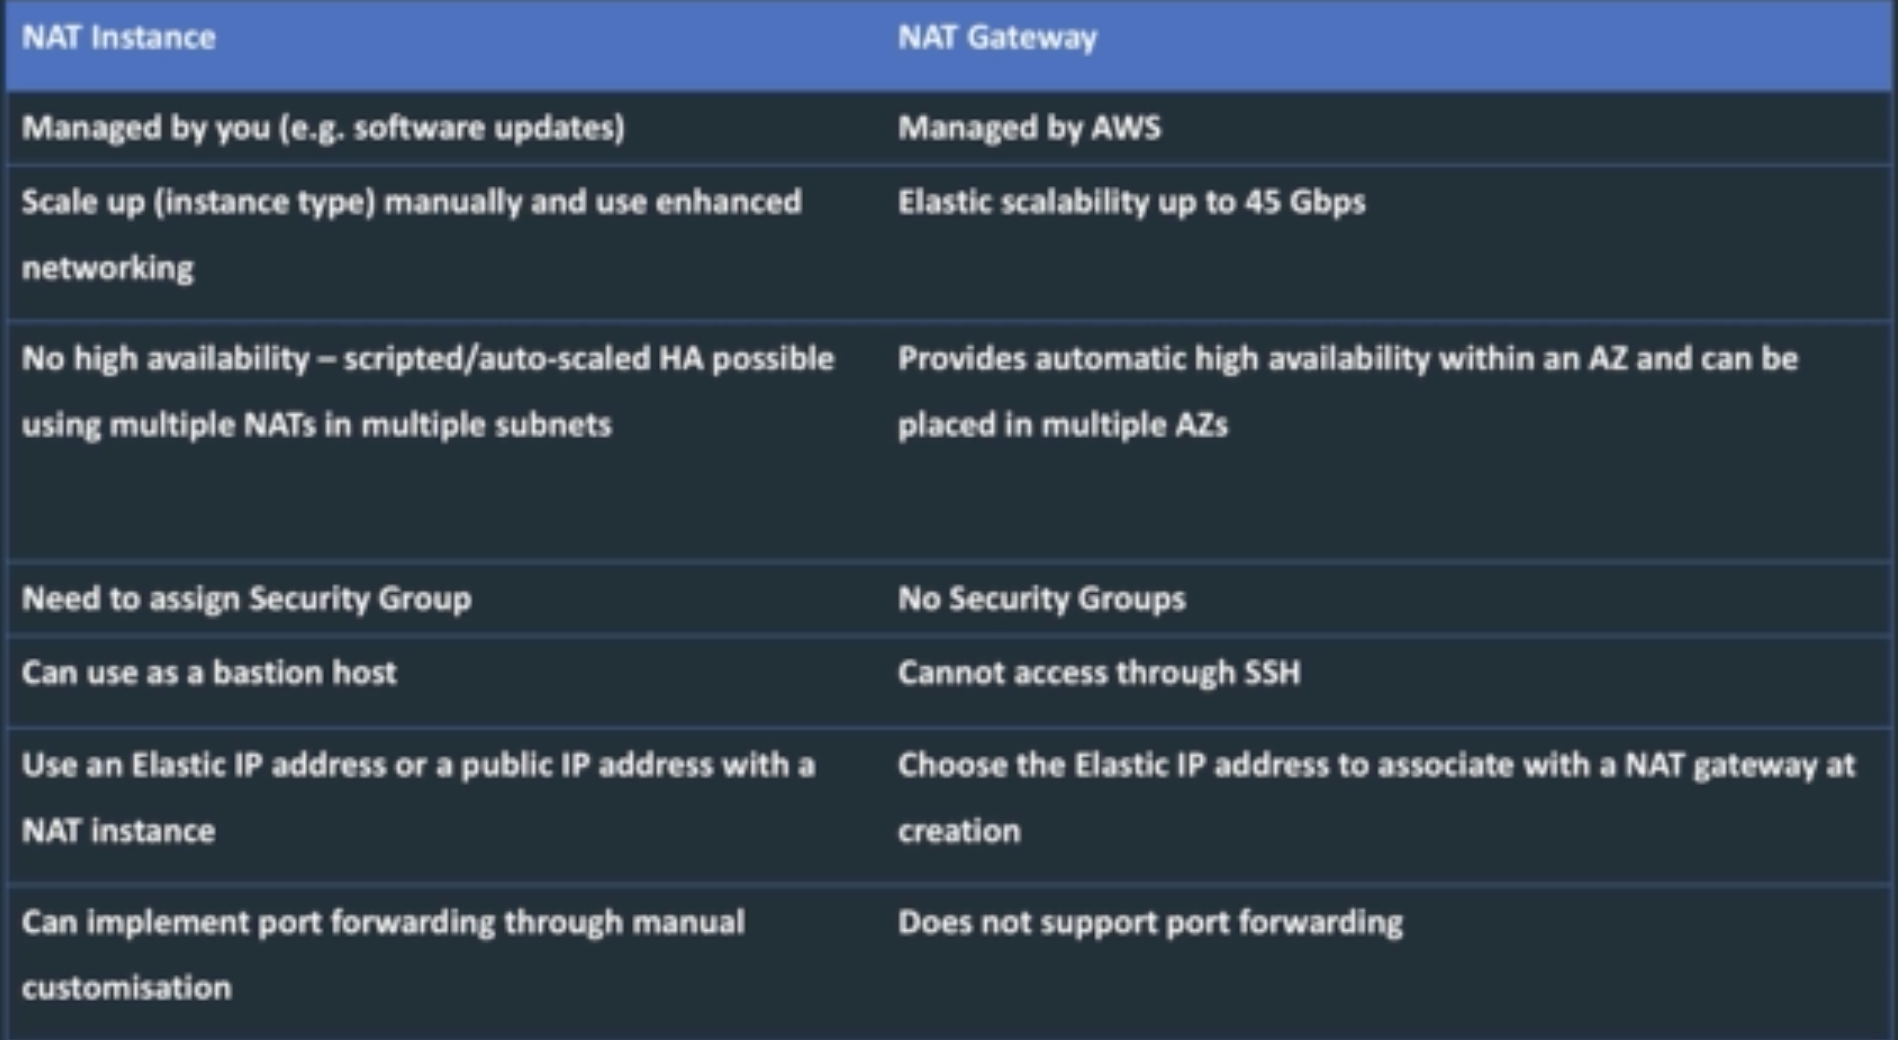 NAT Instance
NAT Gateway
Managed by you (e.g. software updates)
Managed by AWS
Scale up (instance type) manually and use enhanced
networking
Elastic scalability up to 45 Gbps
No high availability – scripted/auto-scaled HA possible
using multiple NATs in multiple subnets
Provides automatic high availability within an AZ and can be
placed in multiple AZs
Need to assign Security Group
No Security Groups
Can use as a bastion host
Cannot access through SSH
Use an Elastic IP address or a public IP address with a
NAT instance
Choose the Elastic IP address to associate with a NAT gateway at
creation
Can implement port forwarding through manual
customisation
Does not support port forwarding